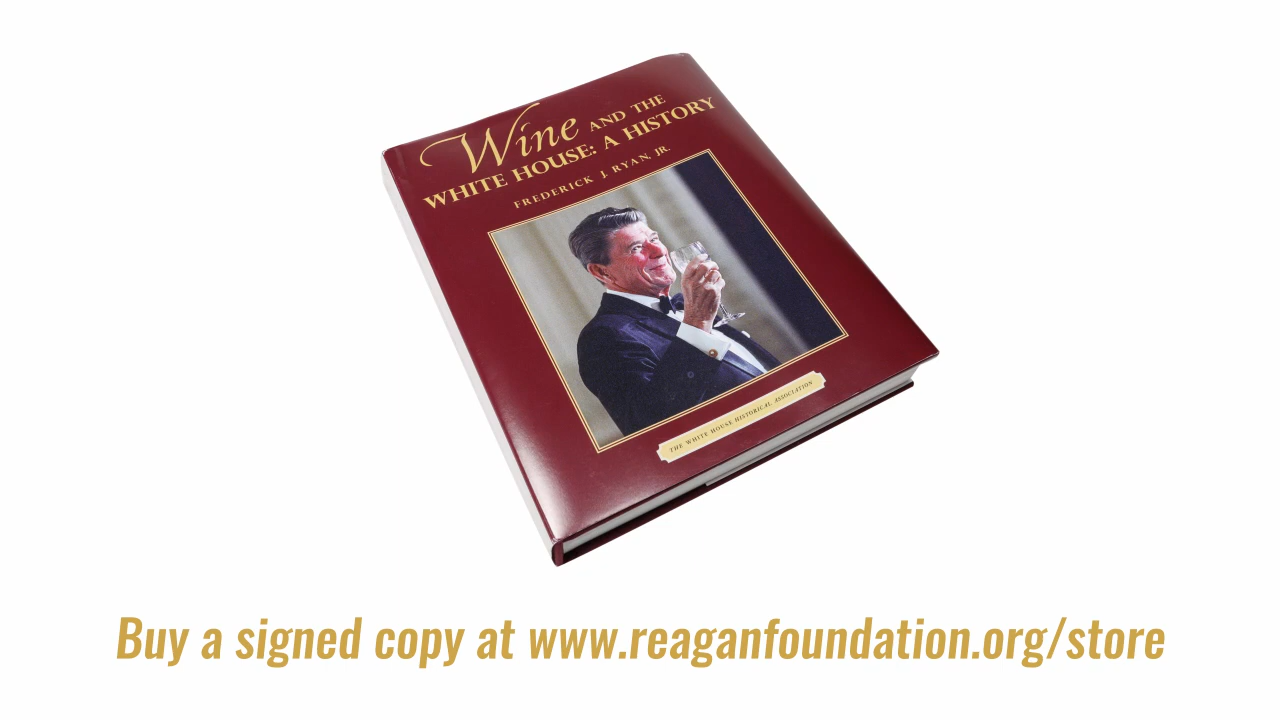 Wine AND THE
WHITE HOUSE: A HISTORY
FREDERICK J. RYAN, JR.
THE WHITE HOUSE HISTORICAL ASSOCIATION
Buy a signed copy at www.reaganfoundation.org/store